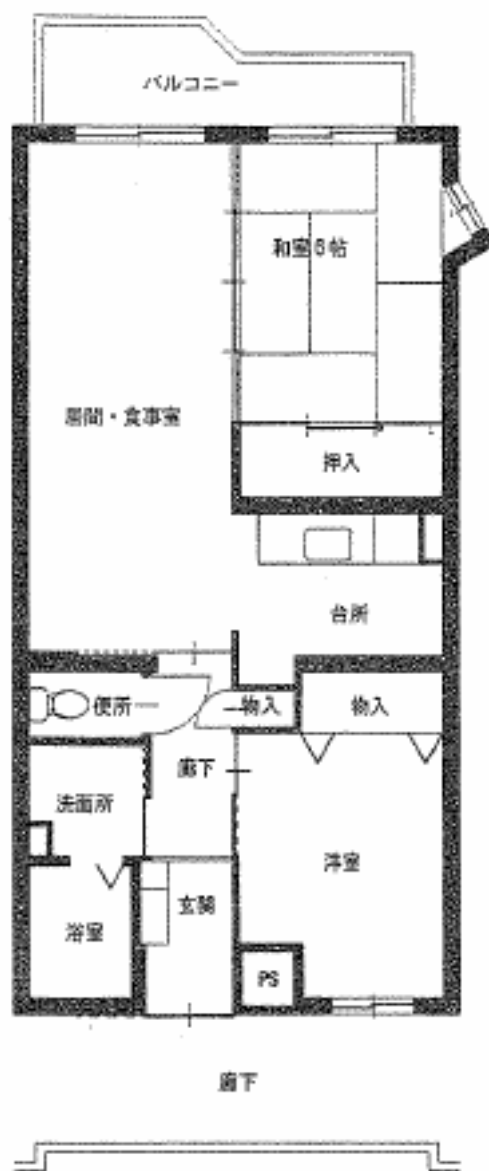 バルコニー
和室6帖
居間・食事室
押入
台所
便所
物入
物入
廊下
洗面所
洋室
浴室
玄関
PS
廊下